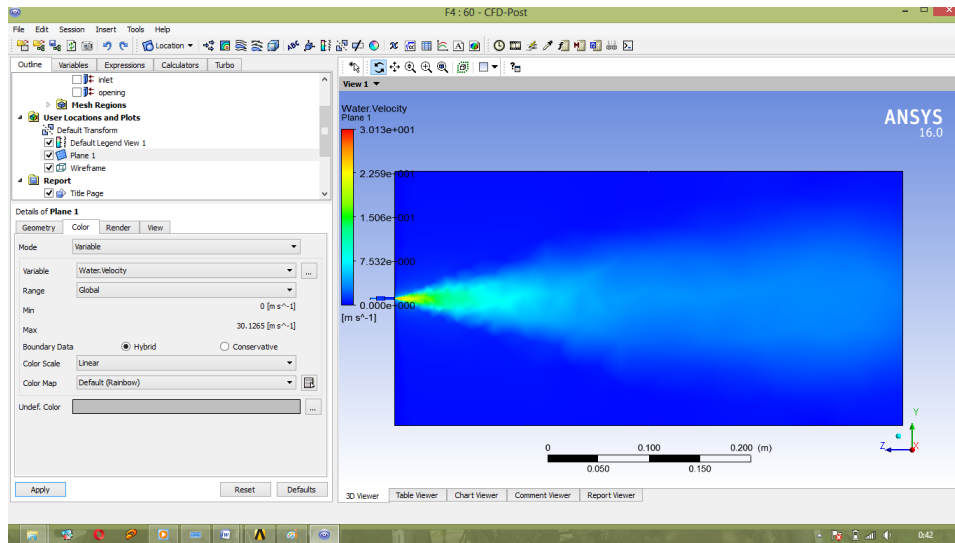 F4 : 60 - CFD-Post
File Edit Session Insert Tools Help
Location
Outline Variables Expressions Calculators Turbo
inlet
opening
Mesh Regions
User Locations and Plots
Default Transform
Default Legend View 1
Plane 1
Wireframe
Report
Title Page
Details of Plane 1
Geometry Color Render View
Mode Variable
Variable Water.Velocity ...
Range Global
Min 0 [m s^-1]
Max 30.1265 [m s^-1]
Boundary Data Hybrid Conservative
Color Scale Linear
Color Map Default (Rainbow)
Undef. Color ...
Apply Reset Defaults
View 1
Water.Velocity
Plane 1
3.013e+001
2.259e+001
1.506e+001
7.532e+000
0.000e+000
[m s^-1]
ANSYS
16.0
Y
Z X
0 0.100 0.200 (m)
0.050 0.150
3D Viewer Table Viewer Chart Viewer Comment Viewer Report Viewer
0:42